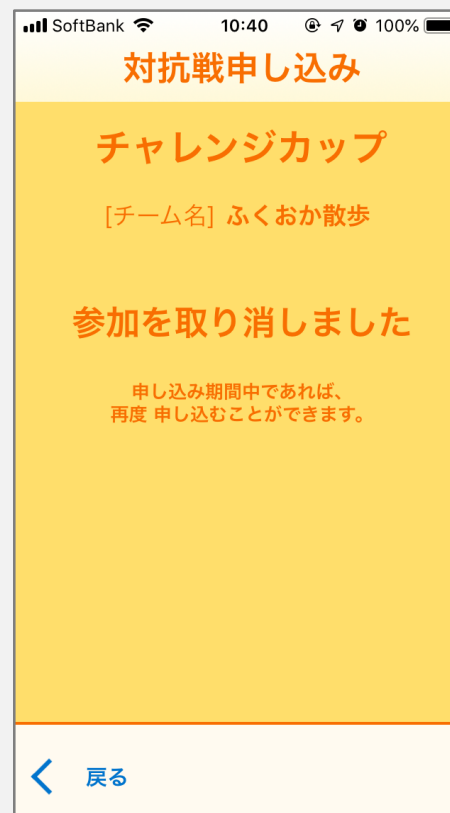 SoftBank 10:40 100%
対抗戦申し込み
チャレンジカップ
[チーム名] ふくおか散歩
参加を取り消しました
申し込み期間中であれば、
再度 申し込むことができます。
戻る